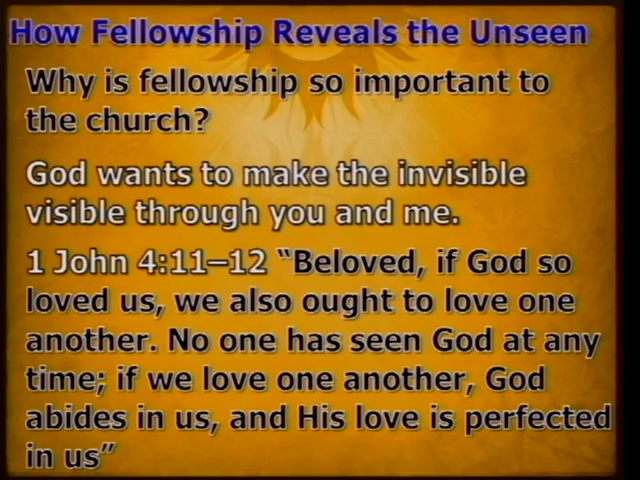 How Fellowship Reveals the Unseen
Why is fellowship so important to
the church?
God wants to make the invisible
visible through you and me.
1 John 4:11–12 “Beloved, if God so
loved us, we also ought to love one
another. No one has seen God at any
time; if we love one another, God
abides in us, and His love is perfected
in us”